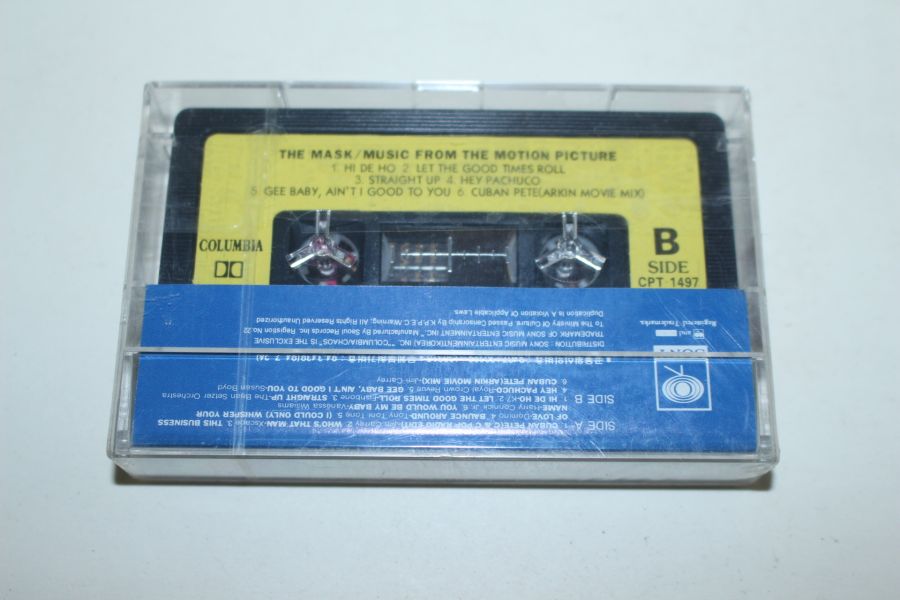 THE MASK/MUSIC FROM THE MOTION PICTURE
1. HI DE HO 2. LET THE GOOD TIMES ROLL
3. STRAIGHT UP 4. HEY PACHUCO
5. GEE BABY, AIN'T I GOOD TO YOU 6. CUBAN PETE(ARKIN MOVIE MIX)
COLUMBIA
B
SIDE
CPT-1497
SIDE A·1. CUBAN PETE(C & C POP RADIO EDIT)-Jim Carrey 2. WHO'S THAT MAN-Xscape 3. THIS BUSINESS
OF LOVE-Domino 4. BOUNCE AROUND-Tony Toni Tone 5. (I COULD ONLY) WHISPER YOUR
NAME-Harry Connick, Jr. 6. YOU WOULD BE MY BABY-Vanessa Williams
SIDE B 1. HI DE HO-K7 2. LET THE GOOD TIMES ROLL-Fishbone 3. STRAIGHT UP-The Brian Setzer Orchestra
4. HEY PACHUCO-Royal Crown Revue 5. GEE BABY, AIN'T I GOOD TO YOU-Susan Boyd
6. CUBAN PETE(ARKIN MOVIE MIX)-Jim Carrey
SONY
DISTRIBUTION: SONY MUSIC ENTERTAINMENT(KOREA) INC. "COLUMBIA/CHAOS" IS THE EXCLUSIVE
TRADEMARK OF SONY MUSIC ENTERTAINMENT INC. Manufactured By Seoul Records Inc. Registion No.22
To The Ministry Of Culture. Passed Censorship By K.P.P.E.C. Warning; All Rights Reserved Unauthorized
Duplication Is A Violation Of Applicable Laws.
and
Registered Trademarks.